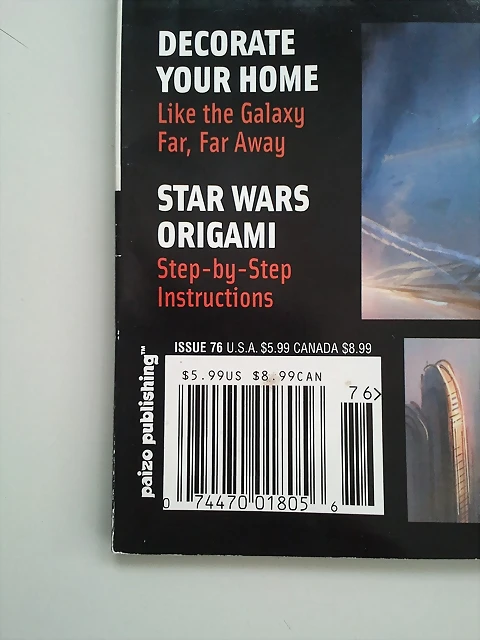 DECORATE
YOUR HOME
Like the Galaxy
Far, Far Away
STAR WARS
ORIGAMI
Step-by-Step
Instructions
ISSUE 76 U.S.A. $5.99 CANADA $8.99
paizo publishing™
$5.99US $8.99CAN
76>
0 74470 01805 6